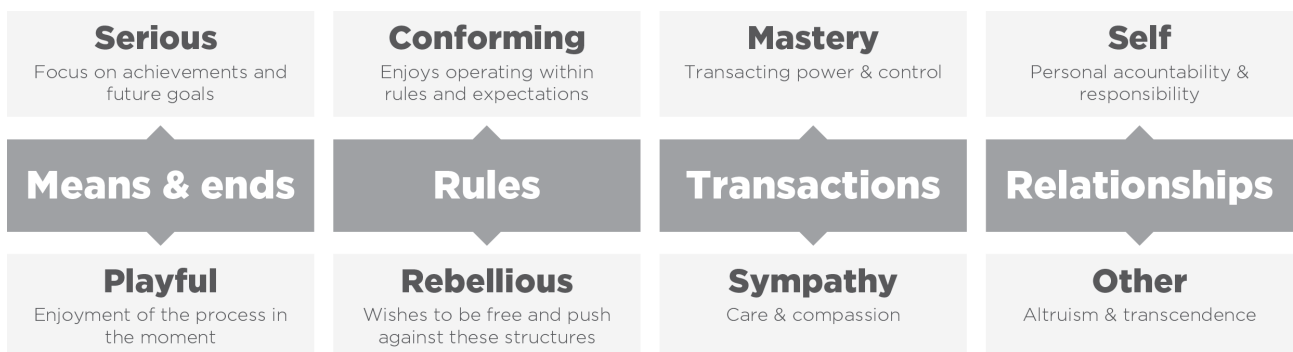 Serious
Focus on achievements and
future goals
Conforming
Enjoys operating within
rules and expectations
Mastery
Transacting power & control
Self
Personal acountability &
responsibility
Means & ends
Rules
Transactions
Relationships
Playful
Enjoyment of the process in
the moment
Rebellious
Wishes to be free and push
against these structures
Sympathy
Care & compassion
Other
Altruism & transcendence